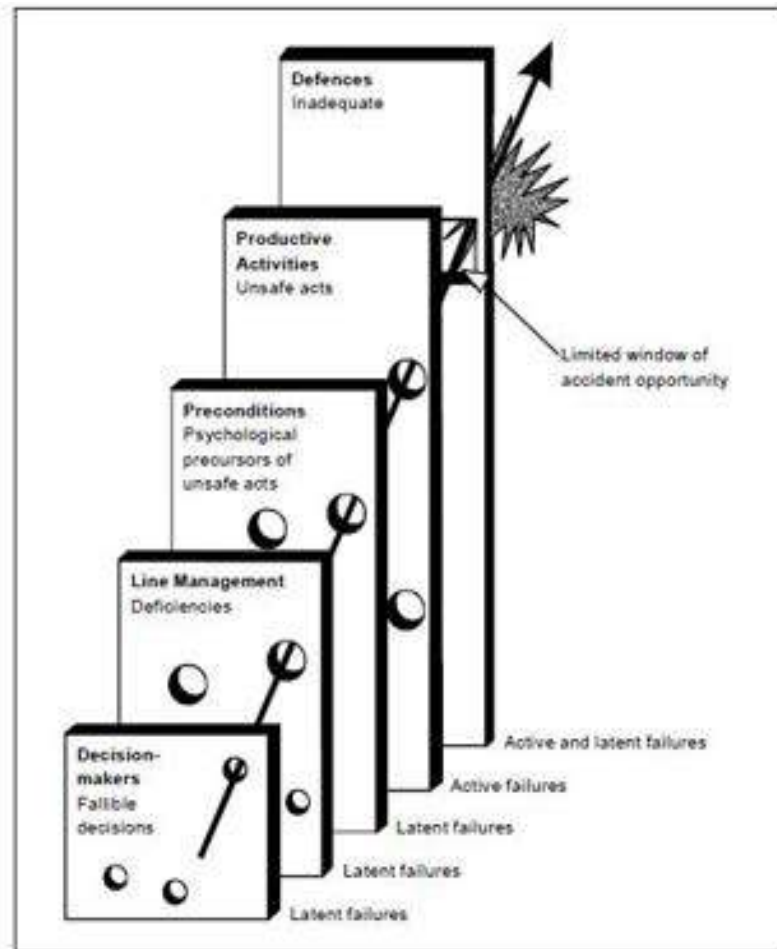 Defences
Inadequate
Productive
Activities
Unsafe acts
Limited window of
accident opportunity
Preconditions
Psychological
precursors of
unsafe acts
Line Management
Deficiencies
Decision-
makers
Fallible
decisions
Active and latent failures
Active failures
Latent failures
Latent failures
Latent failures